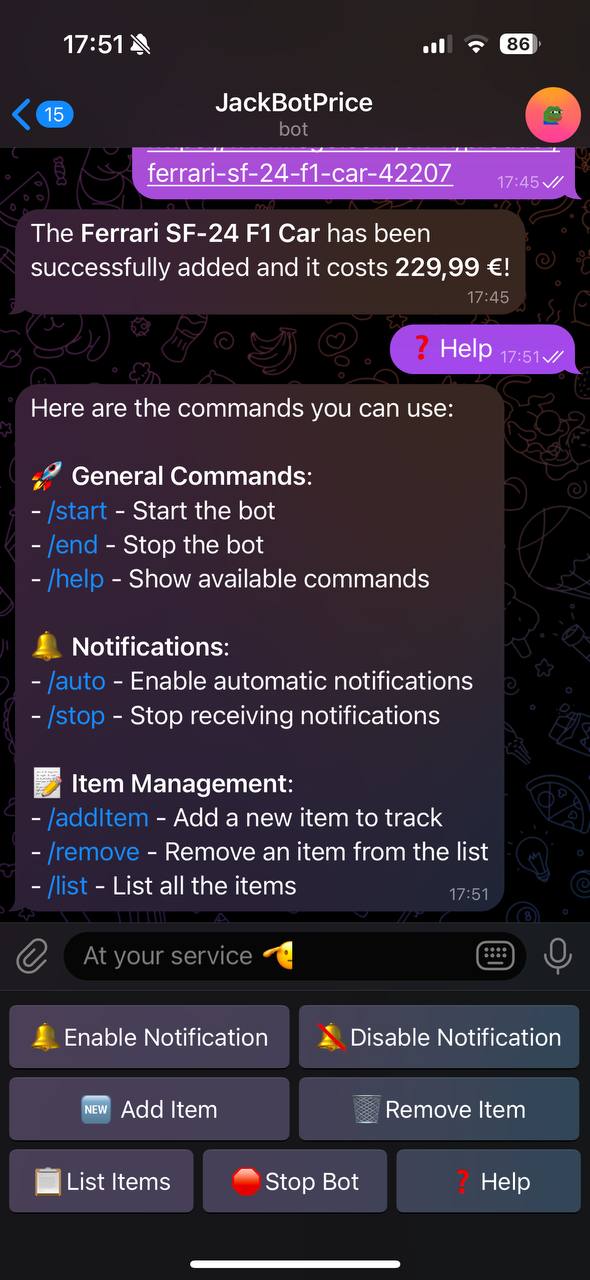 17:51
86
15
JackBotPrice
bot
ferrari-sf-24-f1-car-42207
17:45
The Ferrari SF-24 F1 Car has been
successfully added and it costs 229,99 €!
17:45
❓ Help 17:51
Here are the commands you can use:
🚀 General Commands:
- /start - Start the bot
- /end - Stop the bot
- /help - Show available commands
🔔 Notifications:
- /auto - Enable automatic notifications
- /stop - Stop receiving notifications
📝 Item Management:
- /addItem - Add a new item to track
- /remove - Remove an item from the list
- /list - List all the items
17:51
At your service 🫡
🔔 Enable Notification
🔕 Disable Notification
🆕 Add Item
🗑️ Remove Item
📋 List Items
🛑 Stop Bot
❓ Help